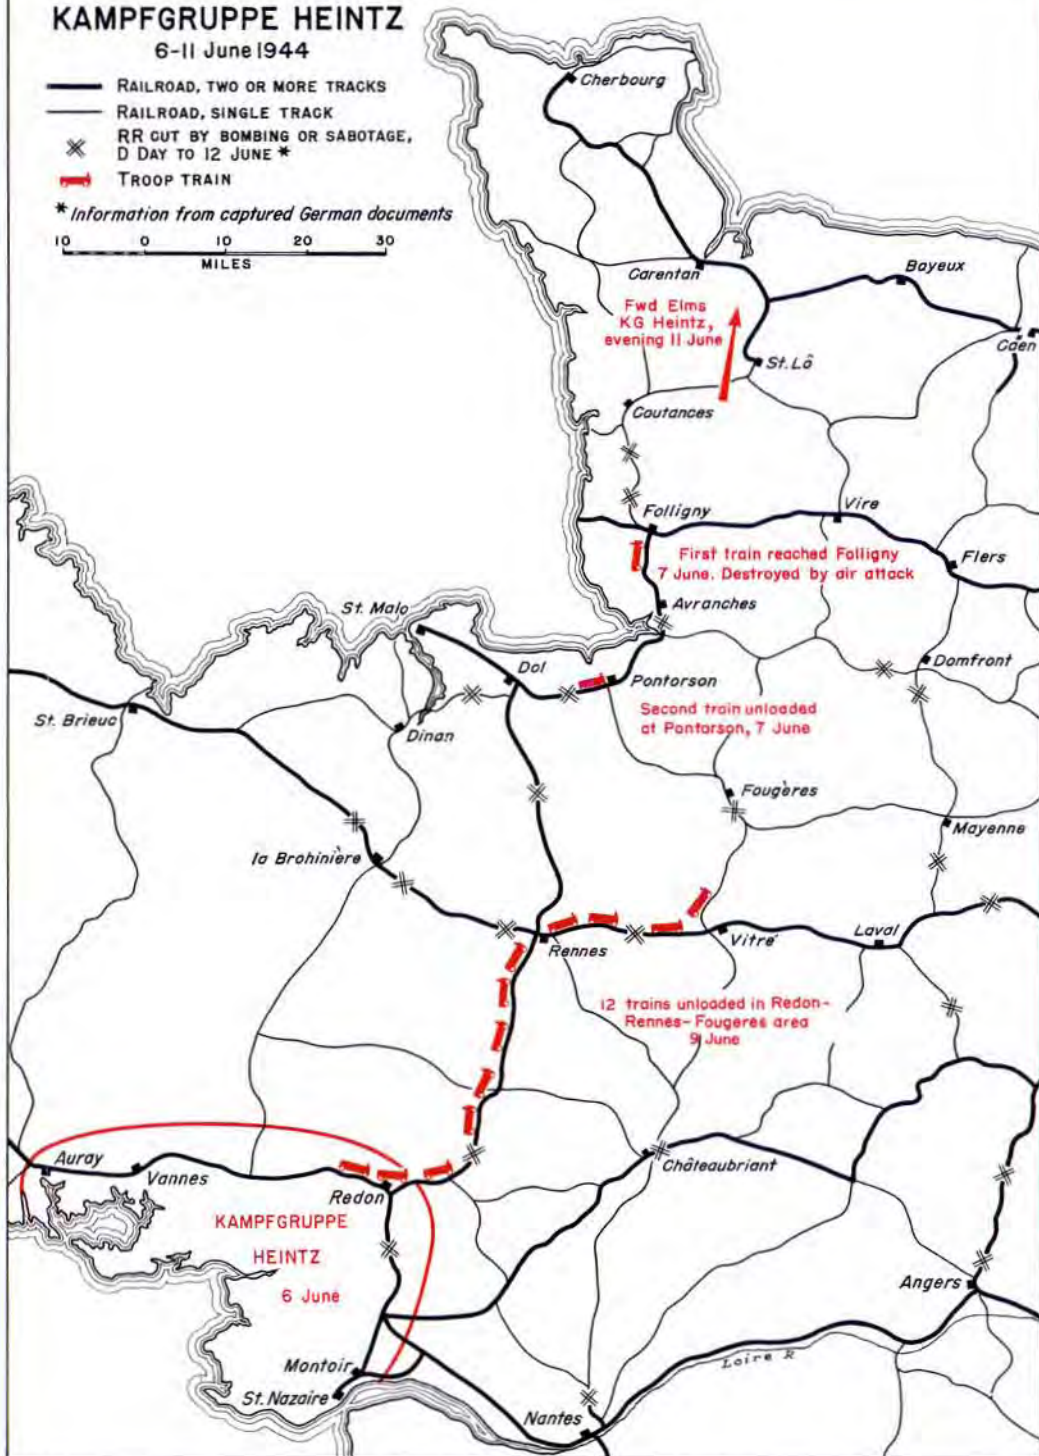 KAMPFGRUPPE HEINTZ
6-11 June 1944
RAILROAD, TWO OR MORE TRACKS
RAILROAD, SINGLE TRACK
RR CUT BY BOMBING OR SABOTAGE,
D DAY TO 12 JUNE *
TROOP TRAIN
* Information from captured German documents
10 0 10 20 30
MILES
Cherbourg
Carentan
Bayeux
Fwd Elms
KG Heintz,
evening 11 June
Caen
St. Lô
Coutances
Folligny
Vire
First train reached Folligny
7 June. Destroyed by air attack
Flers
Avranches
St. Malo
Dol
Pontorson
Domfront
St. Brieuc
Dinan
Second train unloaded
at Pontorson, 7 June
Fougères
Mayenne
la Brohinière
Rennes
Vitré
Laval
12 trains unloaded in Redon-
Rennes-Fougeres area
9 June
Auray
Vannes
Redon
Châteaubriant
KAMPFGRUPPE
HEINTZ
6 June
Angers
Montoir
Loire R
St. Nazaire
Nantes